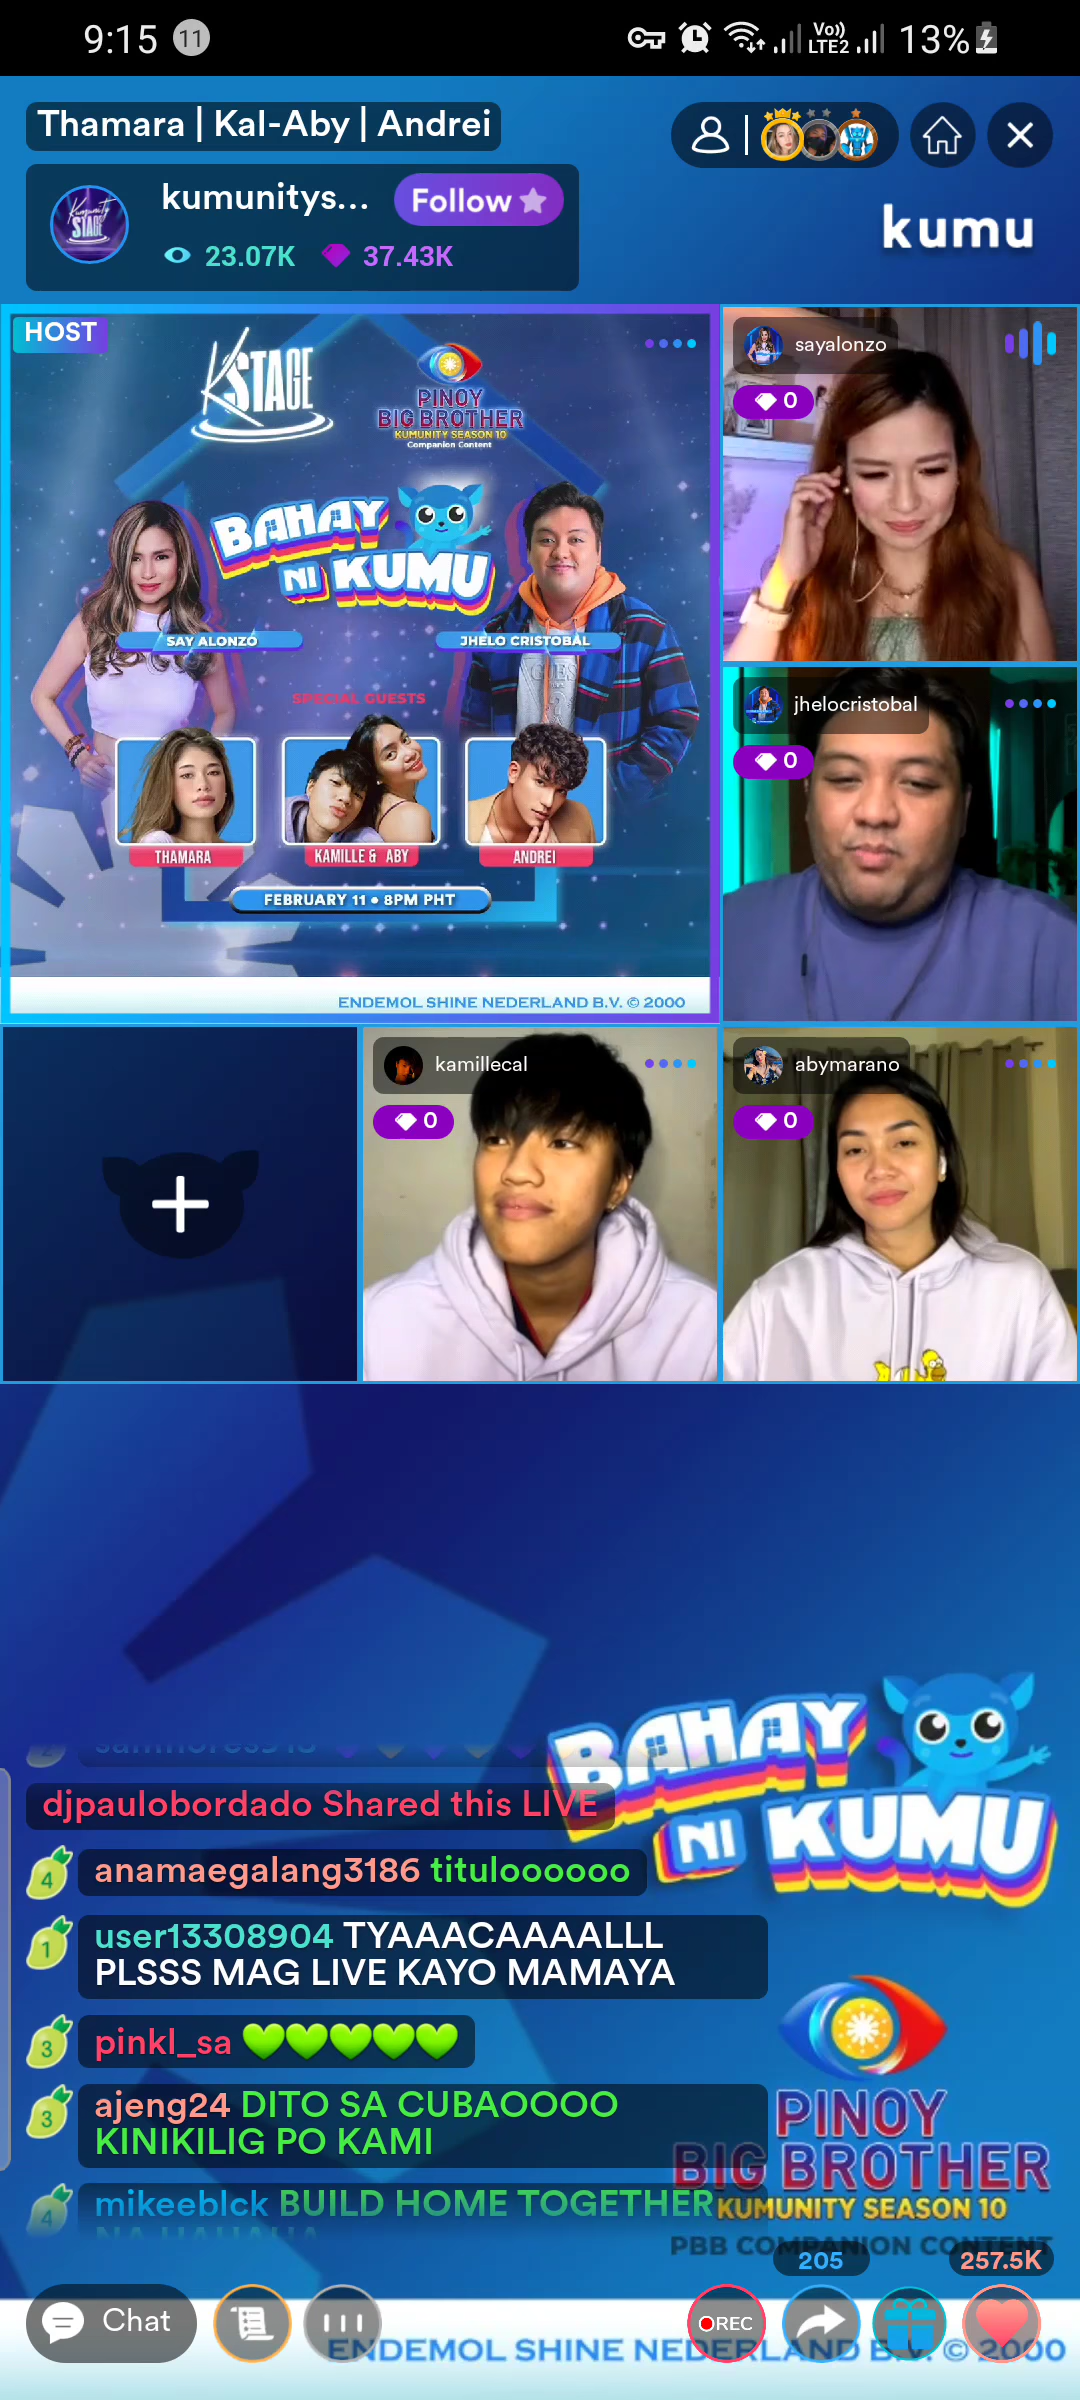 9:15 11
Vo)) LTE2 13%
Thamara | Kal-Aby | Andrei
kumunitys... Follow
23.07K 37.43K
kumu
HOST
KSTAGE
PINOY
BIG BROTHER
KUMUNITY SEASON 10
Companion Content
BAHAY
NI KUMU
SAY ALONZO
JHELO CRISTOBAL
SPECIAL GUESTS
THAMARA
KAMILLE & ABY
ANDREI
FEBRUARY 11 • 8PM PHT
ENDEMOL SHINE NEDERLAND B.V. © 2000
sayalonzo
0
jhelocristobal
0
kamillecal
0
abymarano
0
djpaulobordado Shared this LIVE
4 anamaegalang3186 tituloooooo
1 user13308904 TYAAACAAAALLL
PLSSS MAG LIVE KAYO MAMAYA
3 pinkl_sa 💚💚💚💚💚
3 ajeng24 DITO SA CUBAOOOO
KINIKILIG PO KAMI
4 mikeeblck BUILD HOME TOGETHER
BAHAY
NI KUMU
PINOY
BIG BROTHER
KUMUNITY SEASON 10
PBB COMPANION CONTENT
205
257.5K
Chat
REC
ENDEMOL SHINE NEDERLAND B.V. © 2000